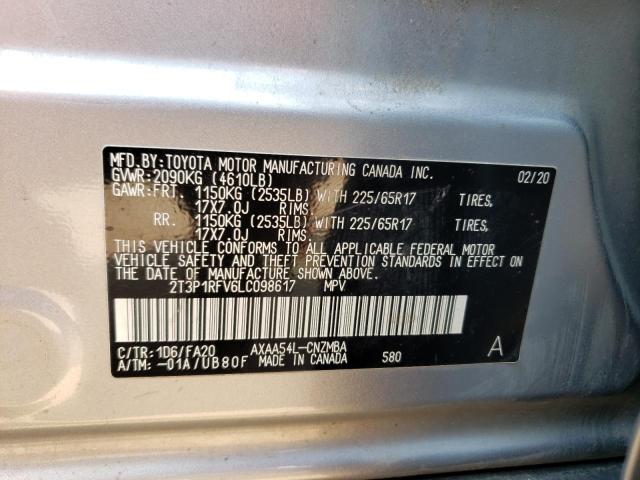 MFD.BY:TOYOTA MOTOR MANUFACTURING CANADA INC. 02/20
GVWR:2090KG (4610LB)
GAWR:FRT. 1150KG (2535LB) WITH 225/65R17 TIRES,
17X7.0J RIMS,
RR. 1150KG (2535LB) WITH 225/65R17 TIRES,
17X7.0J RIMS,
THIS VEHICLE CONFORMS TO ALL APPLICABLE FEDERAL MOTOR
VEHICLE SAFETY AND THEFT PREVENTION STANDARDS IN EFFECT ON
THE DATE OF MANUFACTURE SHOWN ABOVE.
2T3P1RFV6LC098617 MPV
C/TR:1D6/FA20 AXAA54L-CNZMBA 580 A
A/TM:-01A/UB80F MADE IN CANADA